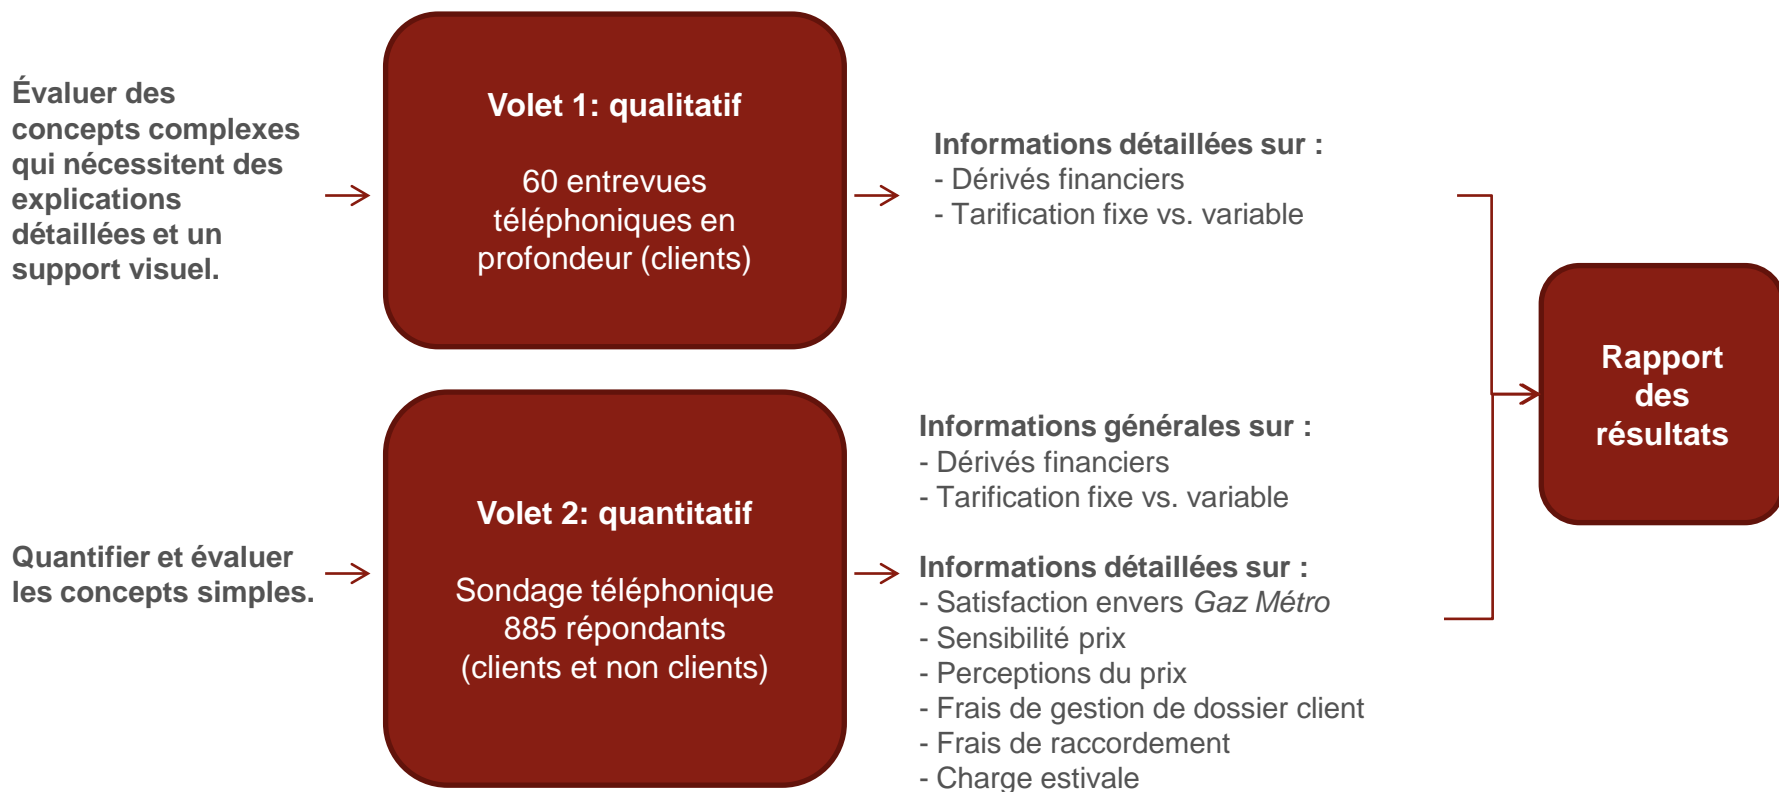 Évaluer des
concepts complexes
qui nécessitent des
explications
détaillées et un
support visuel.
Volet 1: qualitatif
60 entrevues
téléphoniques en
profondeur (clients)
Informations détaillées sur :
- Dérivés financiers
- Tarification fixe vs. variable
Quantifier et évaluer
les concepts simples.
Volet 2: quantitatif
Sondage téléphonique
885 répondants
(clients et non clients)
Informations générales sur :
- Dérivés financiers
- Tarification fixe vs. variable
Informations détaillées sur :
- Satisfaction envers Gaz Métro
- Sensibilité prix
- Perceptions du prix
- Frais de gestion de dossier client
- Frais de raccordement
- Charge estivale
Rapport
des
résultats